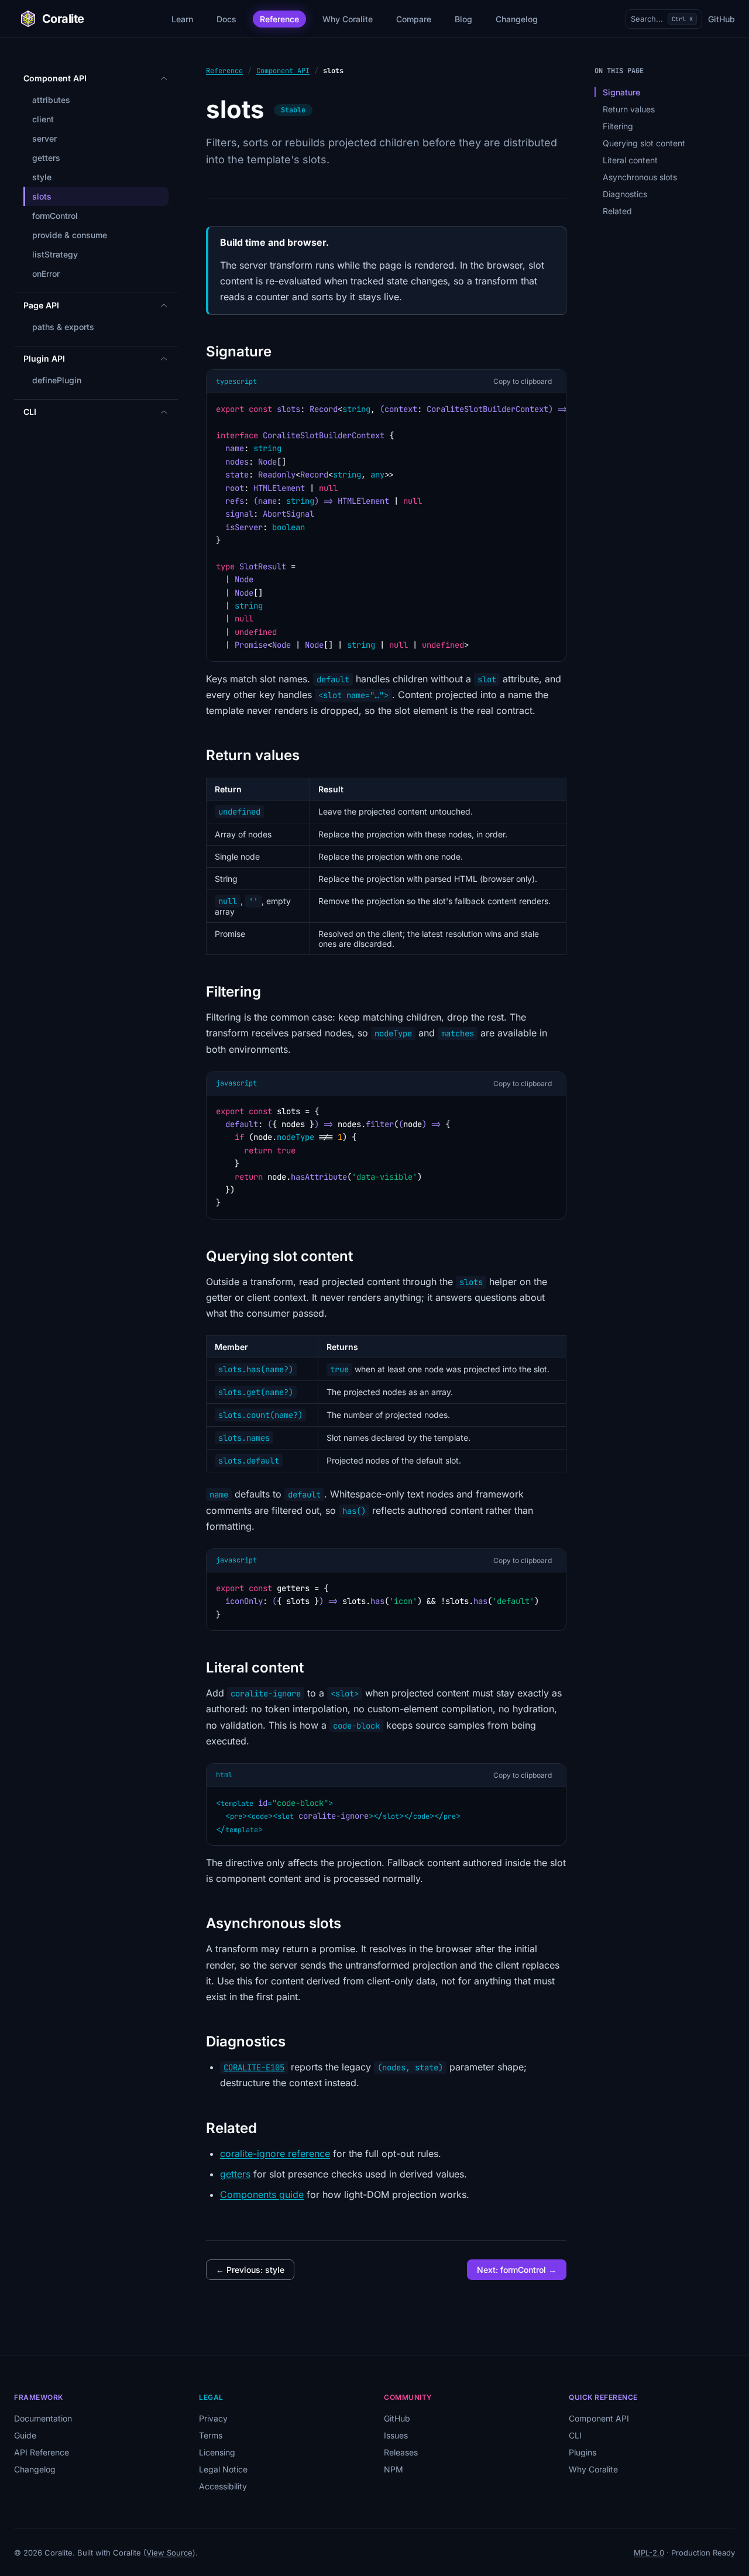 Coralite
Learn
Docs
Reference
Why Coralite
Compare
Blog
Changelog
Search...
Ctrl K
GitHub
Component API
attributes
client
server
getters
style
slots
formControl
provide & consume
listStrategy
onError
Page API
paths & exports
Plugin API
definePlugin
CLI
Reference / Component API / slots
slots Stable
Filters, sorts or rebuilds projected children before they are distributed
into the template's slots.
Build time and browser.
The server transform runs while the page is rendered. In the browser, slot
content is re-evaluated when tracked state changes, so a transform that
reads a counter and sorts by it stays live.
Signature
typescript
Copy to clipboard
export const slots: Record<string, (context: CoraliteSlotBuilderContext) =>
interface CoraliteSlotBuilderContext {
name: string
nodes: Node[]
state: Readonly<Record<string, any>>
root: HTMLElement | null
refs: (name: string) => HTMLElement | null
signal: AbortSignal
isServer: boolean
}
type SlotResult =
| Node
| Node[]
| string
| null
| undefined
| Promise<Node | Node[] | string | null | undefined>
Keys match slot names. default handles children without a slot attribute, and
every other key handles <slot name="…">. Content projected into a name the
template never renders is dropped, so the slot element is the real contract.
Return values
Return
Result
undefined
Leave the projected content untouched.
Array of nodes
Replace the projection with these nodes, in order.
Single node
Replace the projection with one node.
String
Replace the projection with parsed HTML (browser only).
null, '', empty
array
Remove the projection so the slot's fallback content renders.
Promise
Resolved on the client; the latest resolution wins and stale
ones are discarded.
Filtering
Filtering is the common case: keep matching children, drop the rest. The
transform receives parsed nodes, so nodeType and matches are available in
both environments.
javascript
Copy to clipboard
export const slots = {
default: ({ nodes }) => nodes.filter((node) => {
if (node.nodeType !== 1) {
return true
}
return node.hasAttribute('data-visible')
})
}
Querying slot content
Outside a transform, read projected content through the slots helper on the
getter or client context. It never renders anything; it answers questions about
what the consumer passed.
Member
Returns
slots.has(name?)
true when at least one node was projected into the slot.
slots.get(name?)
The projected nodes as an array.
slots.count(name?)
The number of projected nodes.
slots.names
Slot names declared by the template.
slots.default
Projected nodes of the default slot.
name defaults to default. Whitespace-only text nodes and framework
comments are filtered out, so has() reflects authored content rather than
formatting.
javascript
Copy to clipboard
export const getters = {
iconOnly: ({ slots }) => slots.has('icon') && !slots.has('default')
}
Literal content
Add coralite-ignore to a <slot> when projected content must stay exactly as
authored: no token interpolation, no custom-element compilation, no hydration,
no validation. This is how a code-block keeps source samples from being
executed.
html
Copy to clipboard
<template id="code-block">
<pre><code><slot coralite-ignore></slot></code></pre>
</template>
The directive only affects the projection. Fallback content authored inside the slot
is component content and is processed normally.
Asynchronous slots
A transform may return a promise. It resolves in the browser after the initial
render, so the server sends the untransformed projection and the client replaces
it. Use this for content derived from client-only data, not for anything that must
exist in the first paint.
Diagnostics
• CORALITE-E105 reports the legacy (nodes, state) parameter shape;
destructure the context instead.
Related
• coralite-ignore reference for the full opt-out rules.
• getters for slot presence checks used in derived values.
• Components guide for how light-DOM projection works.
← Previous: style
Next: formControl →
ON THIS PAGE
Signature
Return values
Filtering
Querying slot content
Literal content
Asynchronous slots
Diagnostics
Related
FRAMEWORK
Documentation
Guide
API Reference
Changelog
LEGAL
Privacy
Terms
Licensing
Legal Notice
Accessibility
COMMUNITY
GitHub
Issues
Releases
NPM
QUICK REFERENCE
Component API
CLI
Plugins
Why Coralite
© 2026 Coralite. Built with Coralite (View Source).
MPL-2.0 · Production Ready